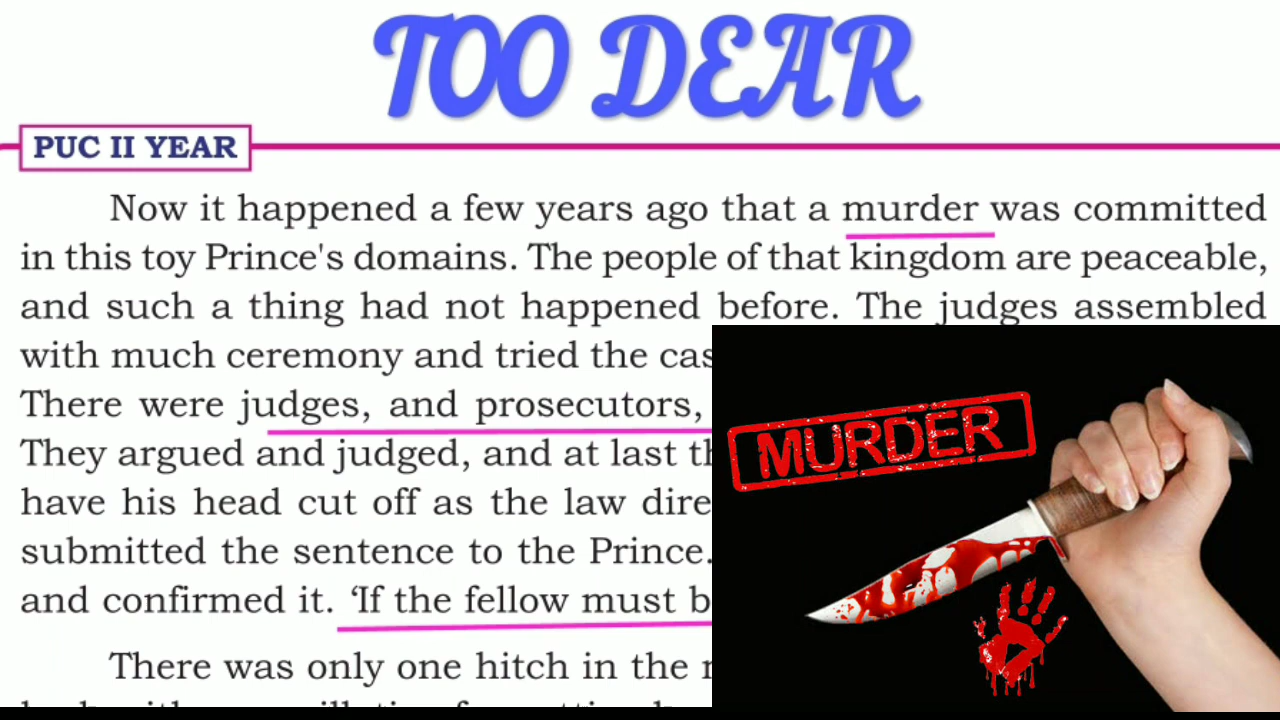 TOO DEAR
PUC II YEAR
Now it happened a few years ago that a murder was committed
in this toy Prince's domains. The people of that kingdom are peaceable,
and such a thing had not happened before. The judges assembled
with much ceremony and tried the
There were judges, and prosecutors,
They argued and judged, and at last
have his head cut off as the law
submitted the sentence to the Prince.
and confirmed it. ‘If the fellow must
There was only one hitch in the
MURDER